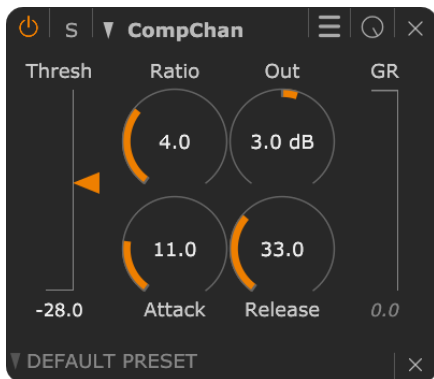 S CompChan
Thresh Ratio Out GR
4.0 3.0 dB
11.0 33.0
-28.0 Attack Release 0.0
DEFAULT PRESET